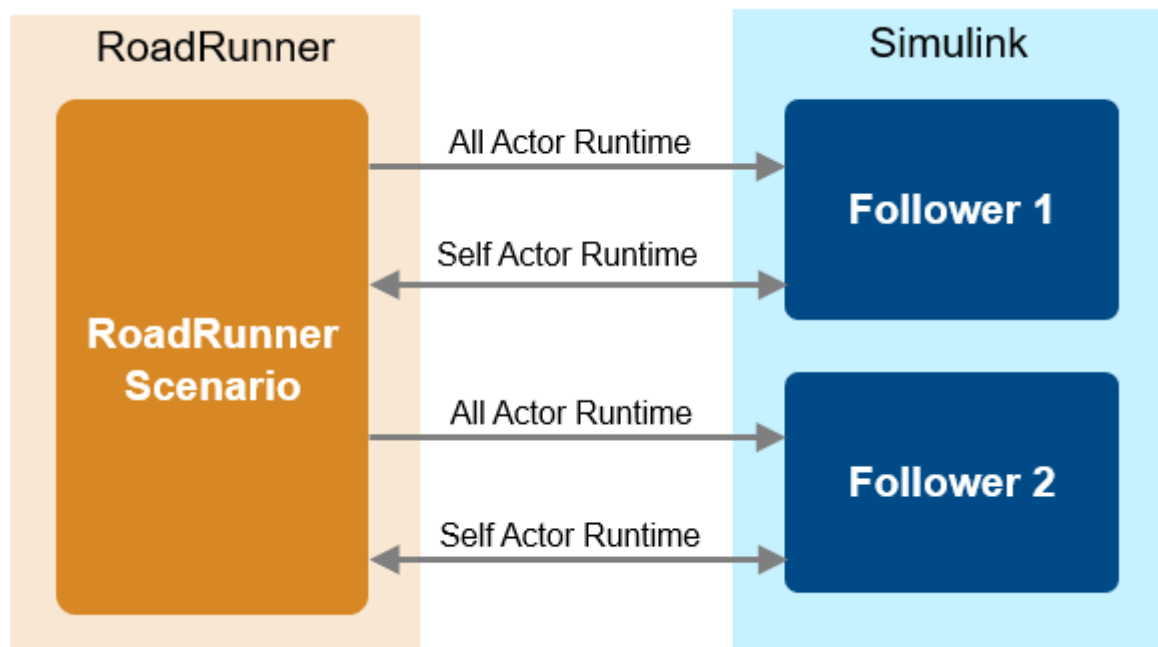 RoadRunner
Simulink
All Actor Runtime
Follower 1
Self Actor Runtime
RoadRunner
Scenario
All Actor Runtime
Follower 2
Self Actor Runtime